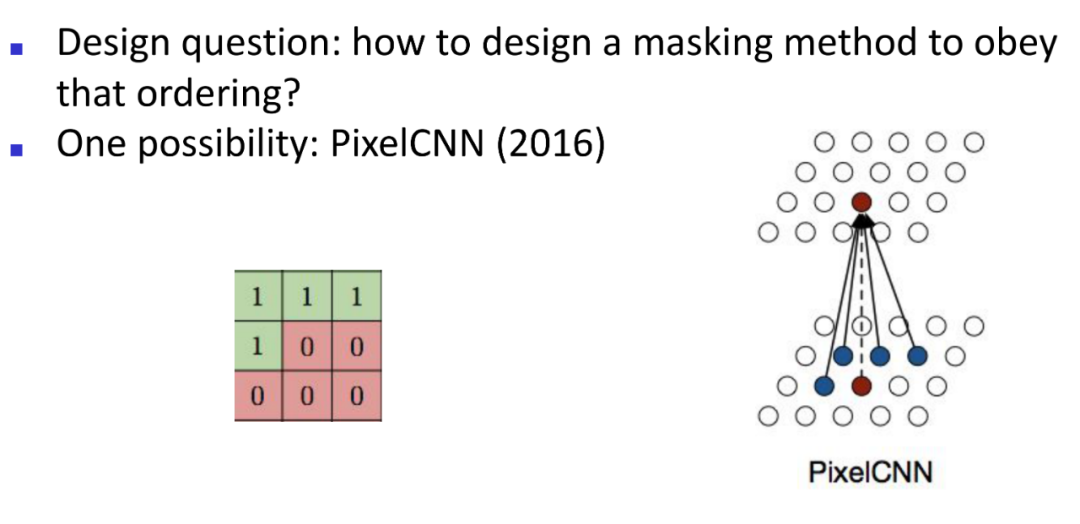 Design question: how to design a masking method to obey
that ordering?
One possibility: PixelCNN (2016)
1 1 1
1 0 0
0 0 0
PixelCNN